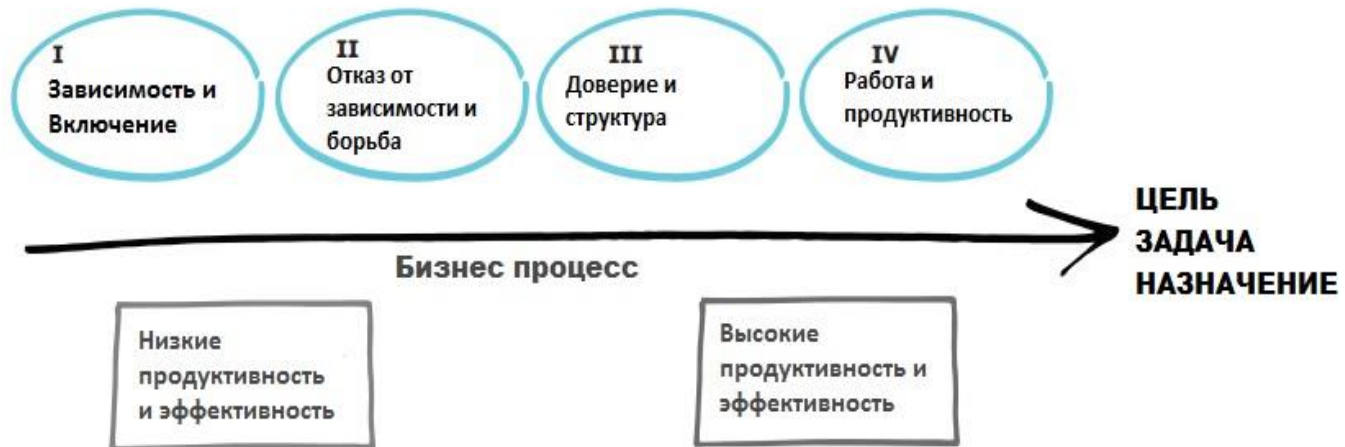 I
Зависимость и
Включение
II
Отказ от
зависимости и
борьба
III
Доверие и
структура
IV
Работа и
продуктивность
ЦЕЛЬ
ЗАДАЧА
НАЗНАЧЕНИЕ
Бизнес процесс
Низкие
продуктивность
и эффективность
Высокие
продуктивность и
эффективность